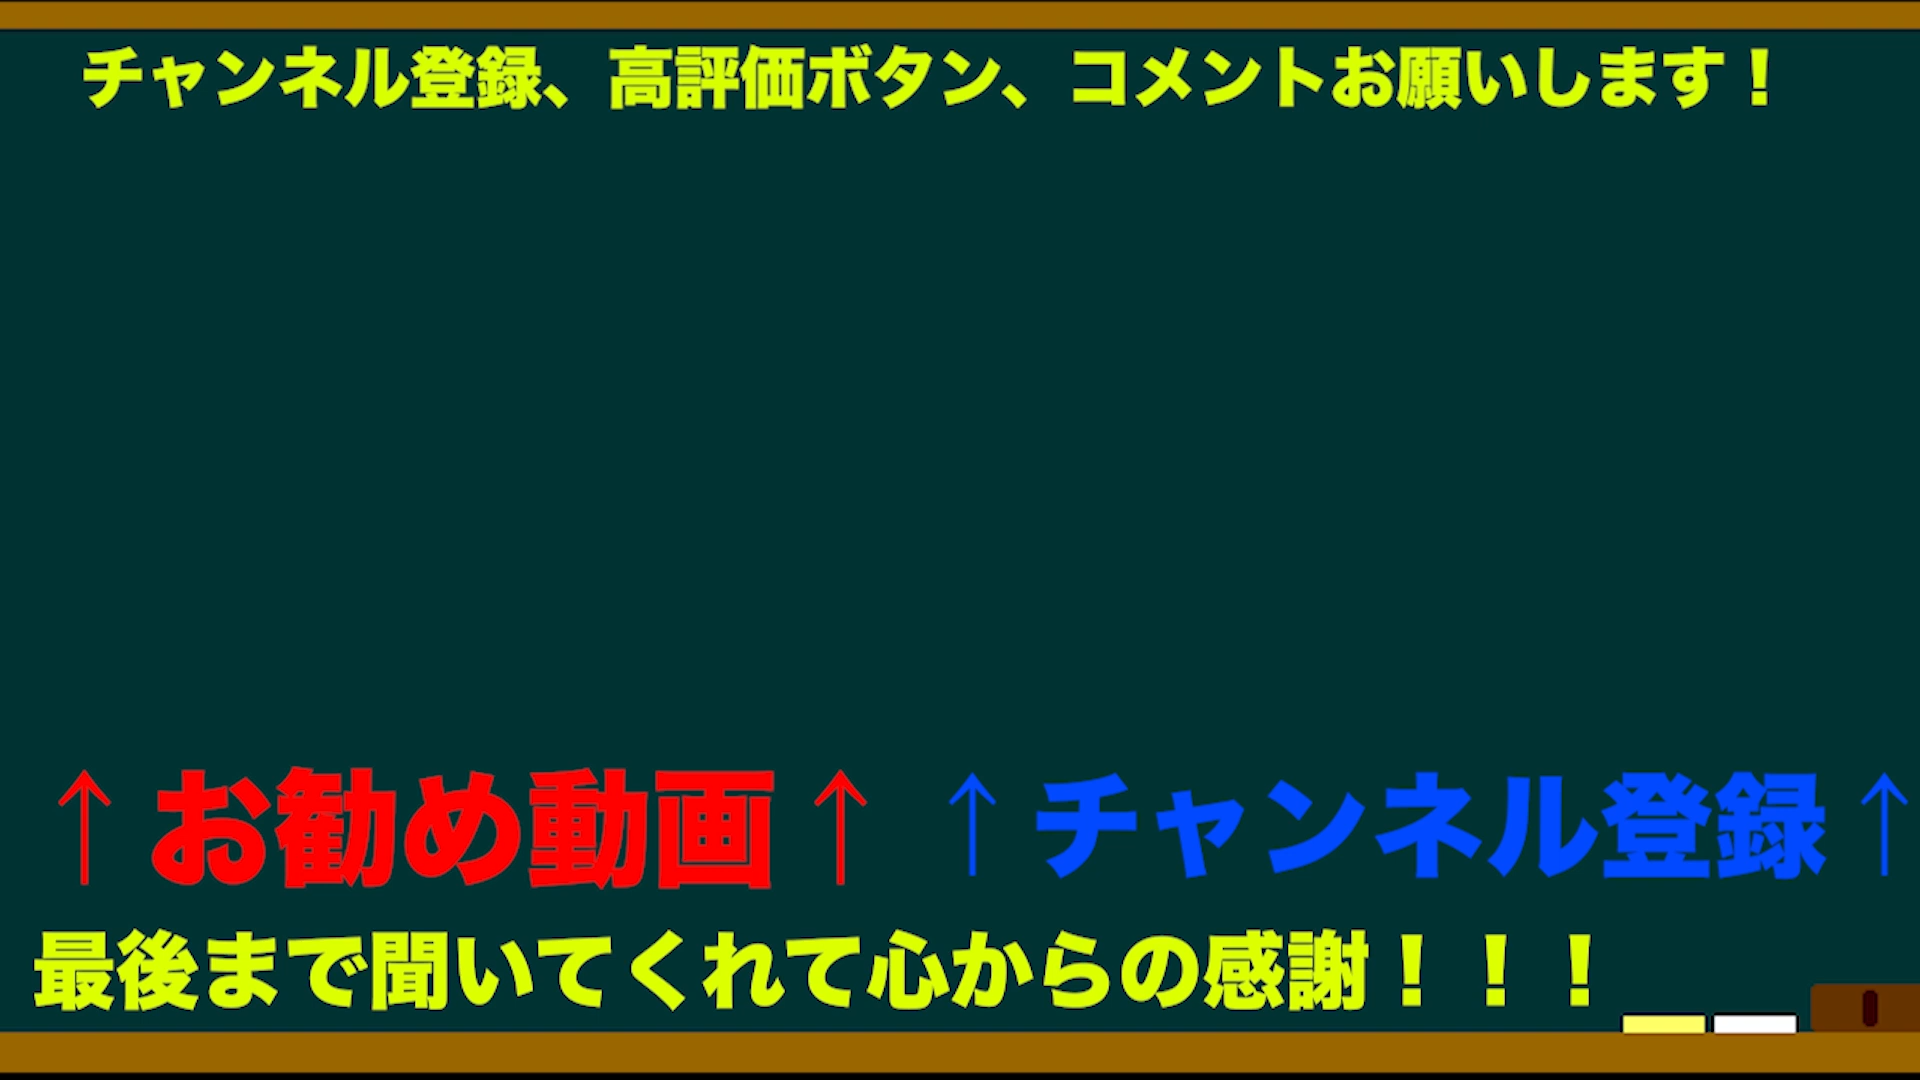 チャンネル登録、高評価ボタン、コメントお願いします！
↑お勧め動画↑ ↑チャンネル登録↑
最後まで聞いてくれて心からの感謝！！！